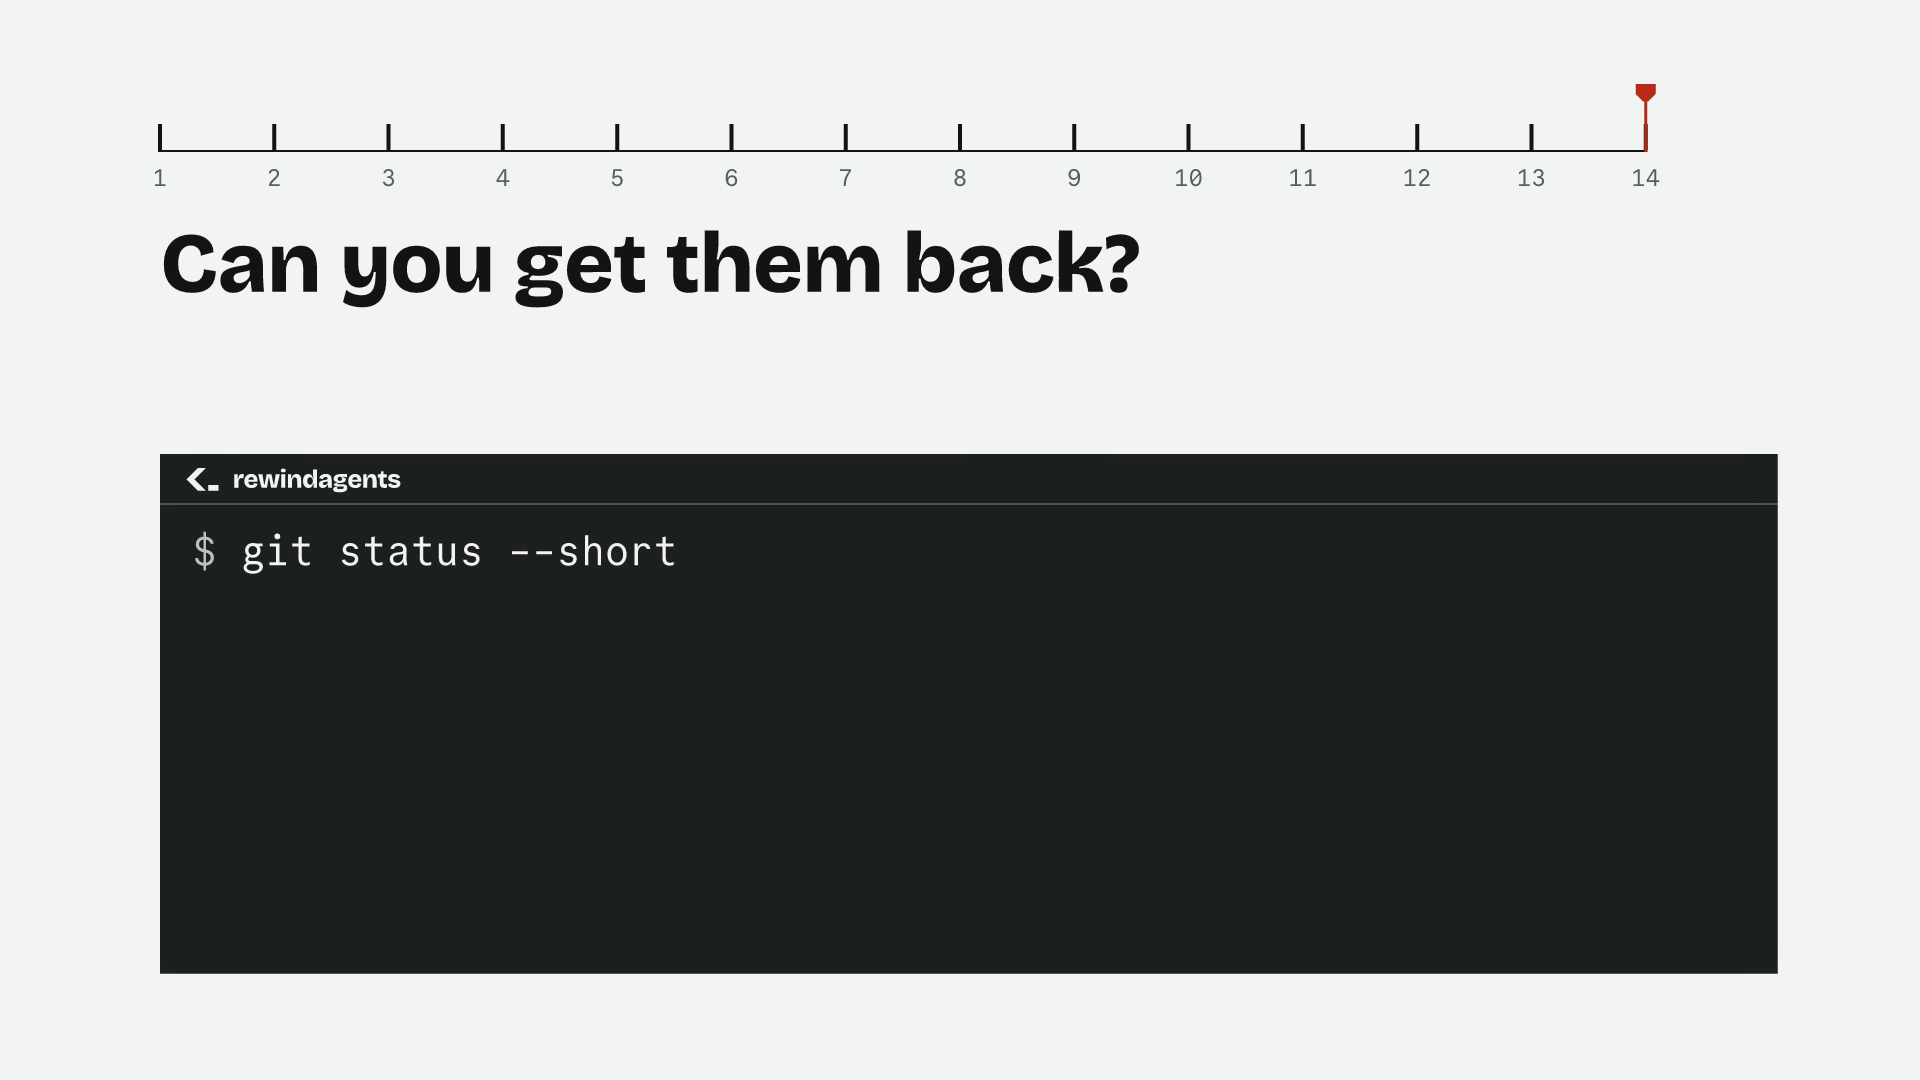 1 2 3 4 5 6 7 8 9 10 11 12 13 14
Can you get them back?
rewindagents
$ git status --short